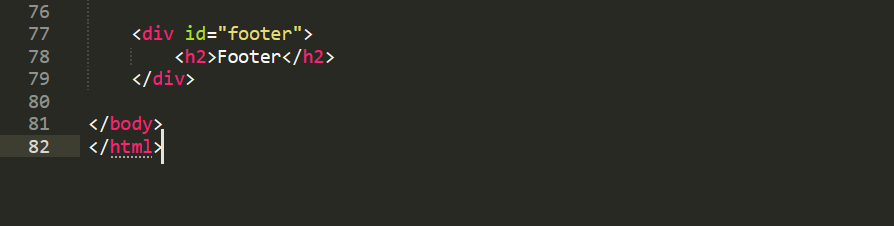 76
77 <div id="footer">
78 <h2>Footer</h2>
79 </div>
80
81 </body>
82 </html>